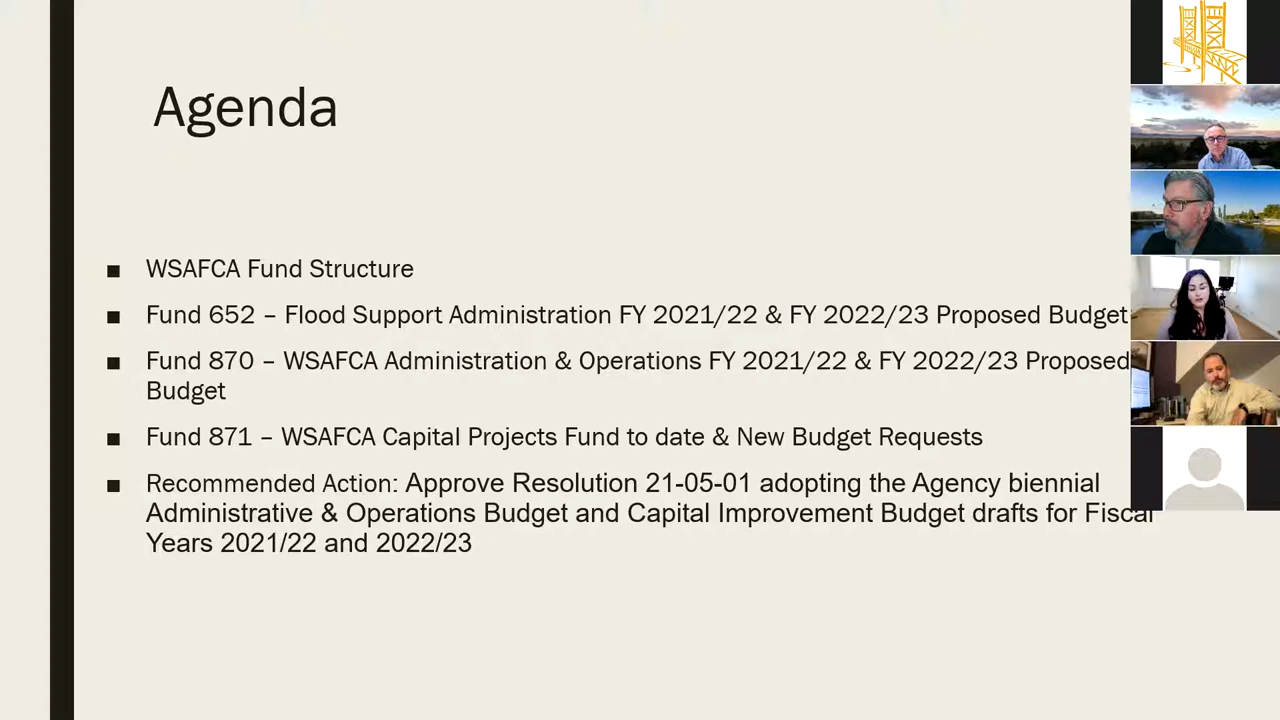 Agenda
■ WSAFCA Fund Structure
■ Fund 652 – Flood Support Administration FY 2021/22 & FY 2022/23 Proposed Budget
■ Fund 870 – WSAFCA Administration & Operations FY 2021/22 & FY 2022/23 Proposed
Budget
■ Fund 871 – WSAFCA Capital Projects Fund to date & New Budget Requests
■ Recommended Action: Approve Resolution 21-05-01 adopting the Agency biennial
Administrative & Operations Budget and Capital Improvement Budget drafts for Fiscal
Years 2021/22 and 2022/23